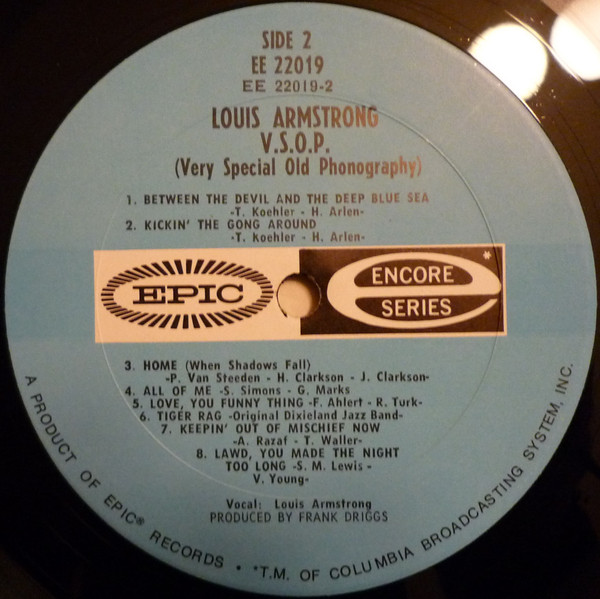 SIDE 2
EE 22019
EE 22019-2
LOUIS ARMSTRONG
V.S.O.P.
(Very Special Old Phonography)
1. BETWEEN THE DEVIL AND THE DEEP BLUE SEA
-T. Koehler - H. Arlen-
2. KICKIN' THE GONG AROUND
-T. Koehler - H. Arlen-
EPIC
e
*
ENCORE
SERIES
3. HOME (When Shadows Fall)
-P. Van Steeden - H. Clarkson - J. Clarkson-
4. ALL OF ME -S. Simons - G. Marks
5. LOVE, YOU FUNNY THING -F. Ahlert - R. Turk-
6. TIGER RAG -Original Dixieland Jazz Band-
7. KEEPIN' OUT OF MISCHIEF NOW
-A. Razaf - T. Waller-
8. LAWD, YOU MADE THE NIGHT
TOO LONG -S. M. Lewis -
V. Young-
Vocal: Louis Armstrong
PRODUCED BY FRANK DRIGGS
A PRODUCT OF EPIC® RECORDS • *T.M. OF COLUMBIA BROADCASTING SYSTEM, INC.